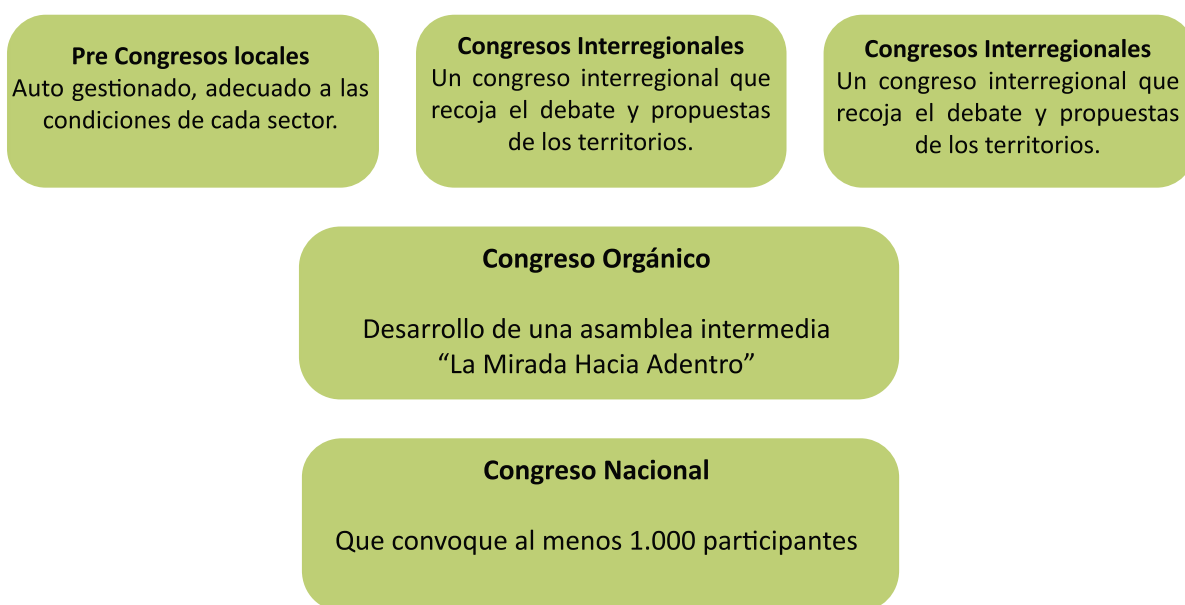 Pre Congresos locales
Auto gestionado, adecuado a las
condiciones de cada sector.
Congresos Interregionales
Un congreso interregional que
recoja el debate y propuestas
de los territorios.
Congresos Interregionales
Un congreso interregional que
recoja el debate y propuestas
de los territorios.
Congreso Orgánico
Desarrollo de una asamblea intermedia
“La Mirada Hacia Adentro”
Congreso Nacional
Que convoque al menos 1.000 participantes